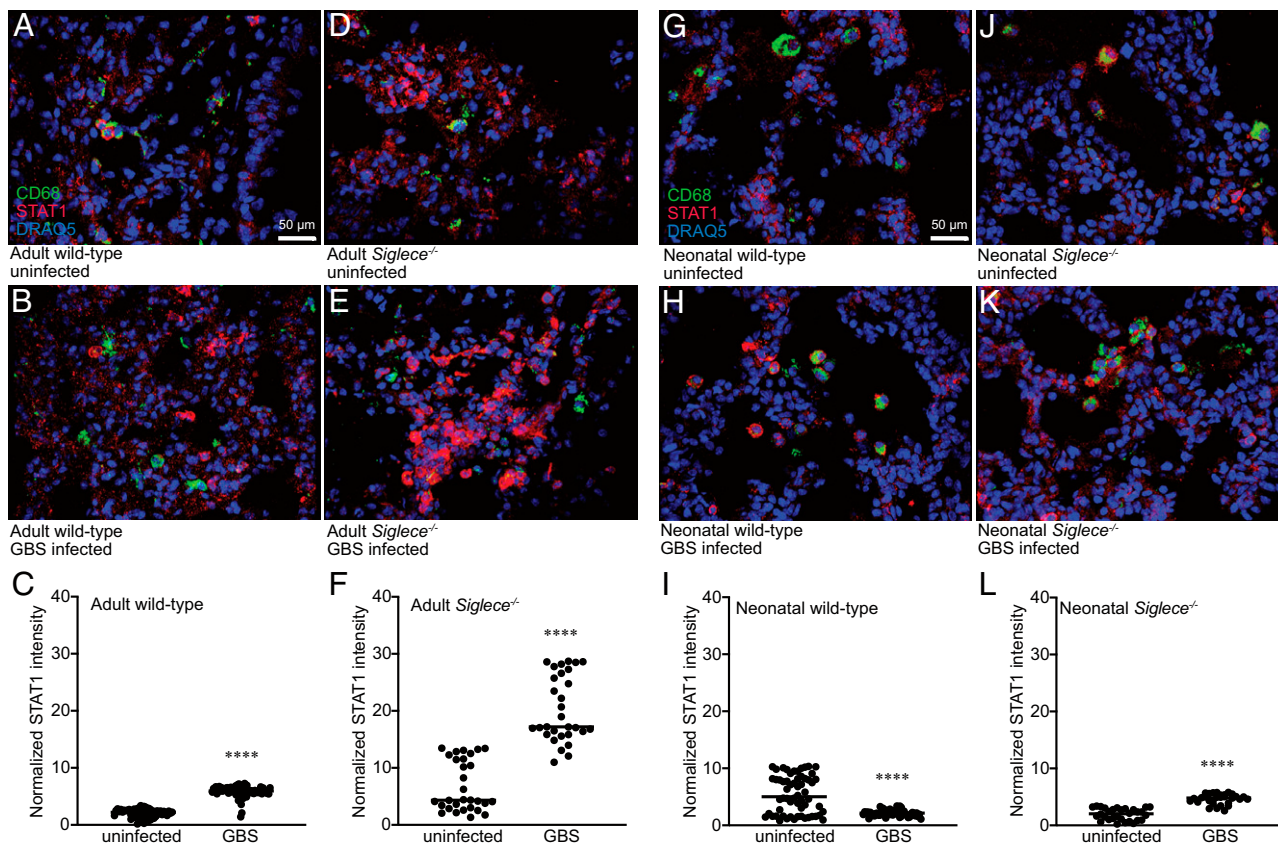 A
CD68
STAT1
DRAQ5
50 µm
Adult wild-type
uninfected
D
Adult Siglece-/-
uninfected
G
CD68
STAT1
DRAQ5
50 µm
Neonatal wild-type
uninfected
J
Neonatal Siglece-/-
uninfected
B
Adult wild-type
GBS infected
E
Adult Siglece-/-
GBS infected
H
Neonatal wild-type
GBS infected
K
Neonatal Siglece-/-
GBS infected
C
Adult wild-type
Normalized STAT1 intensity
40
30
20
10
0
****
uninfected GBS
F
Adult Siglece-/-
Normalized STAT1 intensity
40
30
20
10
0
****
uninfected GBS
I
Neonatal wild-type
Normalized STAT1 intensity
40
30
20
10
0
****
uninfected GBS
L
Neonatal Siglece-/-
Normalized STAT1 intensity
40
30
20
10
0
****
uninfected GBS